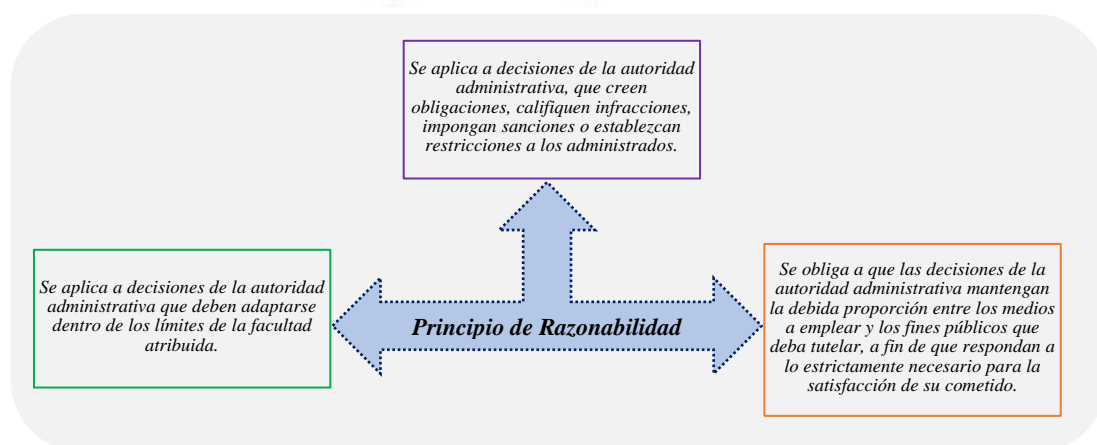 Se aplica a decisiones de la autoridad
administrativa, que creen
obligaciones, califiquen infracciones,
impongan sanciones o establezcan
restricciones a los administrados.
Se aplica a decisiones de la autoridad
administrativa que deben adaptarse
dentro de los límites de la facultad
atribuida.
Principio de Razonabilidad
Se obliga a que las decisiones de la
autoridad administrativa mantengan
la debida proporción entre los medios
a emplear y los fines públicos que
deba tutelar, a fin de que respondan a
lo estrictamente necesario para la
satisfacción de su cometido.